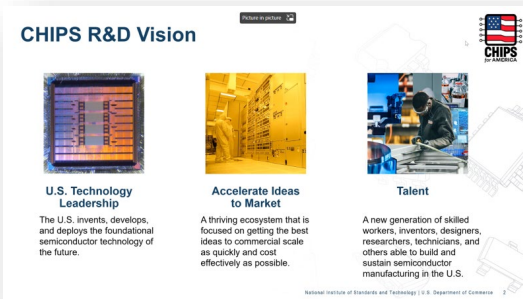 Picture in picture
CHIPS R&D Vision
CHIPS
for AMERICA
U.S. Technology
Leadership
The U.S. invents, develops,
and deploys the foundational
semiconductor technology of
the future.
Accelerate Ideas
to Market
A thriving ecosystem that is
focused on getting the best
ideas to commercial scale
as quickly and cost
effectively as possible.
Talent
A new generation of skilled
workers, inventors, designers,
researchers, technicians, and
others able to build and
sustain semiconductor
manufacturing in the U.S.
National Institute of Standards and Technology | U.S. Department of Commerce 2